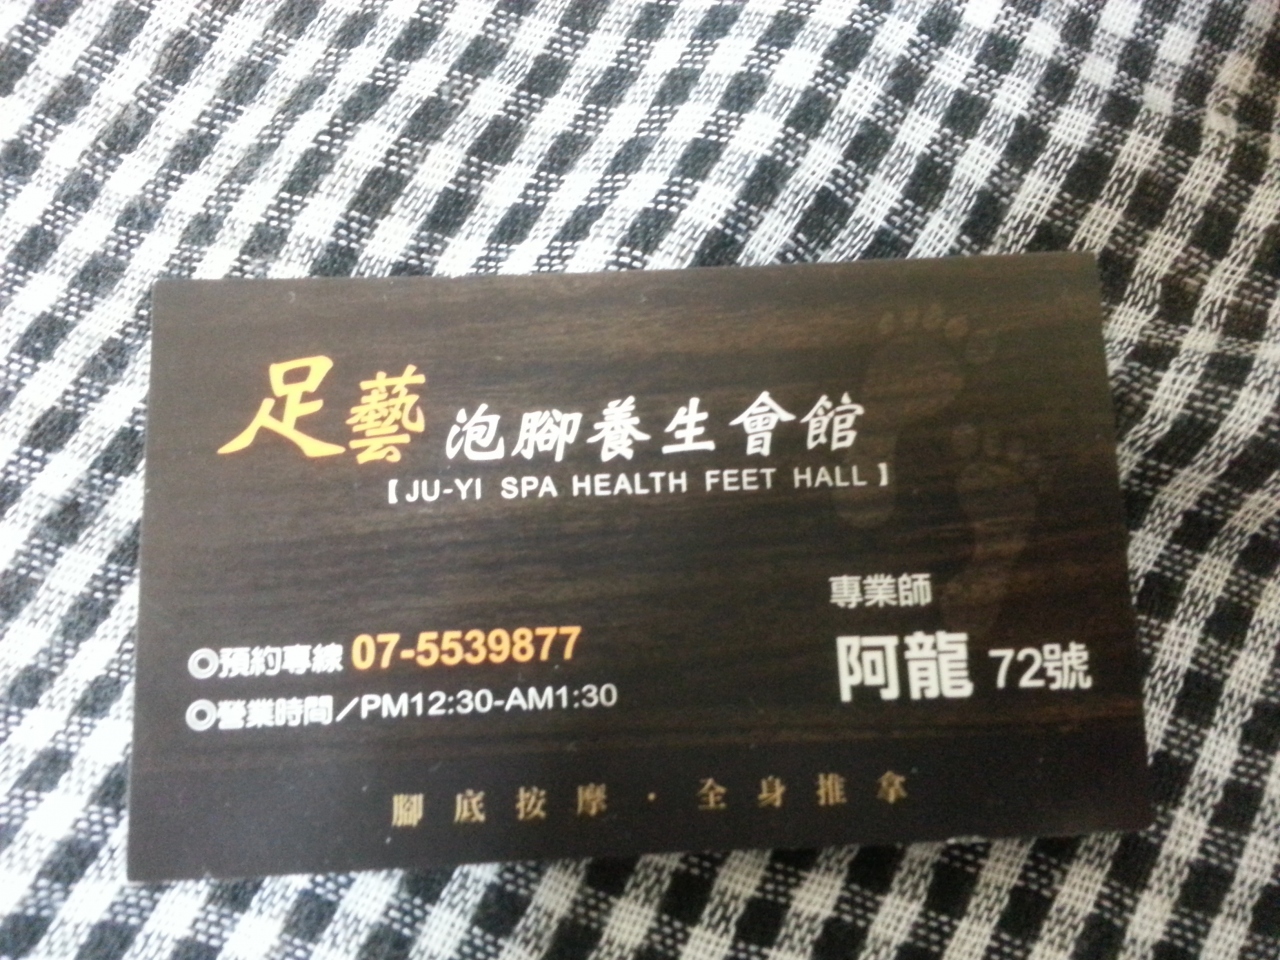 足藝 泡腳養生會館
【JU-YI SPA HEALTH FEET HALL】
專業師
阿龍 72號
◎預約專線 07-5539877
◎營業時間／PM12:30-AM1:30
腳底按摩·全身推拿